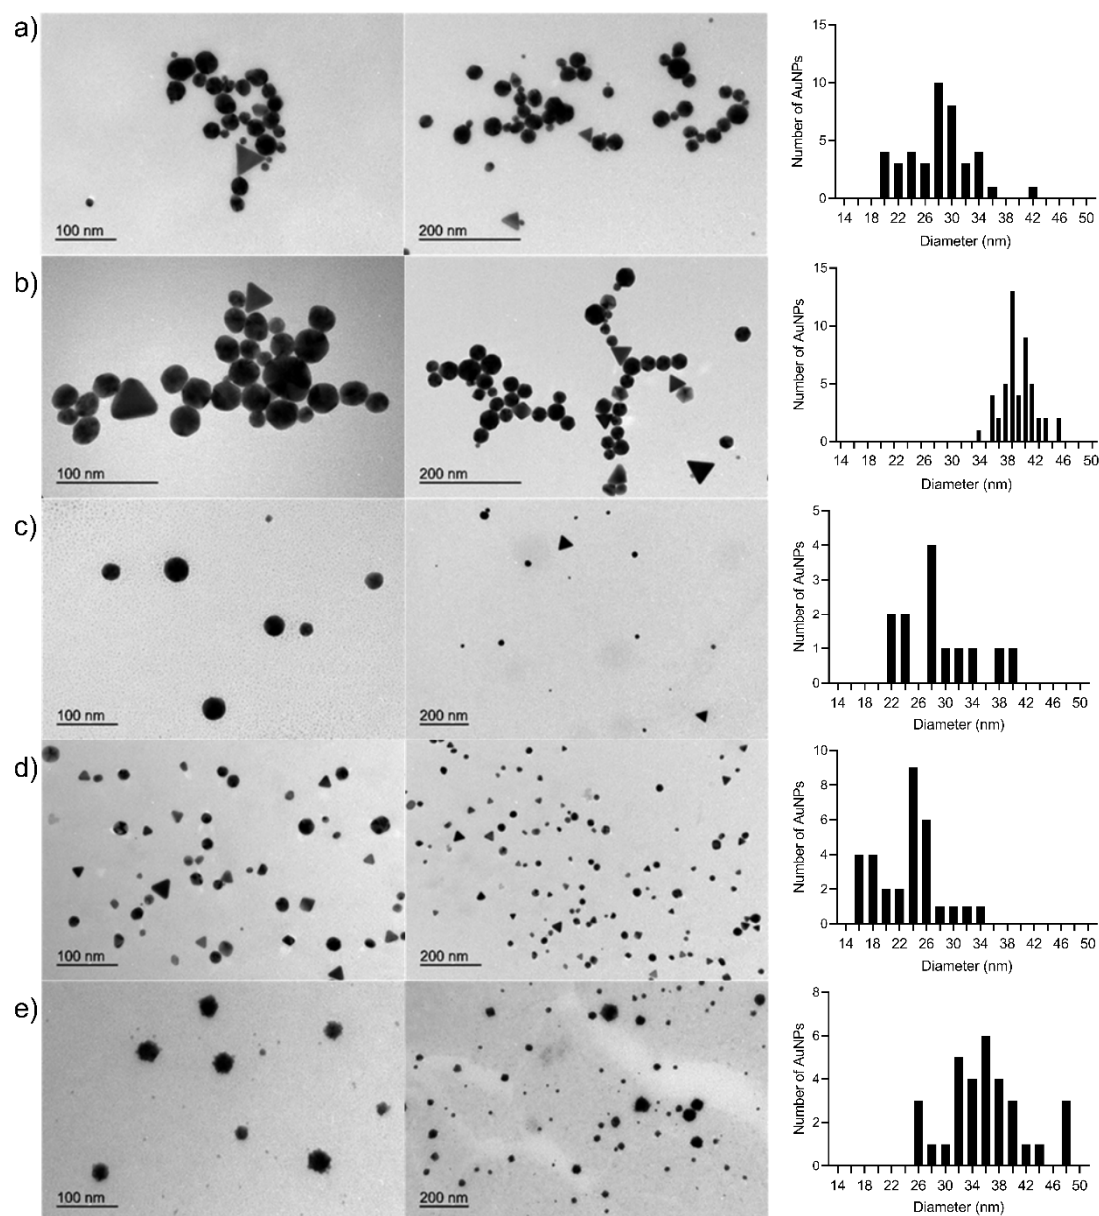 a)
100 nm
200 nm
Number of AuNPs
15
10
5
0
14 18 22 26 30 34 38 42 46 50
Diameter (nm)
b)
100 nm
200 nm
Number of AuNPs
15
10
5
0
14 18 22 26 30 34 38 42 46 50
Diameter (nm)
c)
100 nm
200 nm
Number of AuNPs
5
4
3
2
1
0
14 18 22 26 30 34 38 42 46 50
Diameter (nm)
d)
100 nm
200 nm
Number of AuNPs
10
8
6
4
2
0
14 18 22 26 30 34 38 42 46 50
Diameter (nm)
e)
100 nm
200 nm
Number of AuNPs
8
6
4
2
0
14 18 22 26 30 34 38 42 46 50
Diameter (nm)